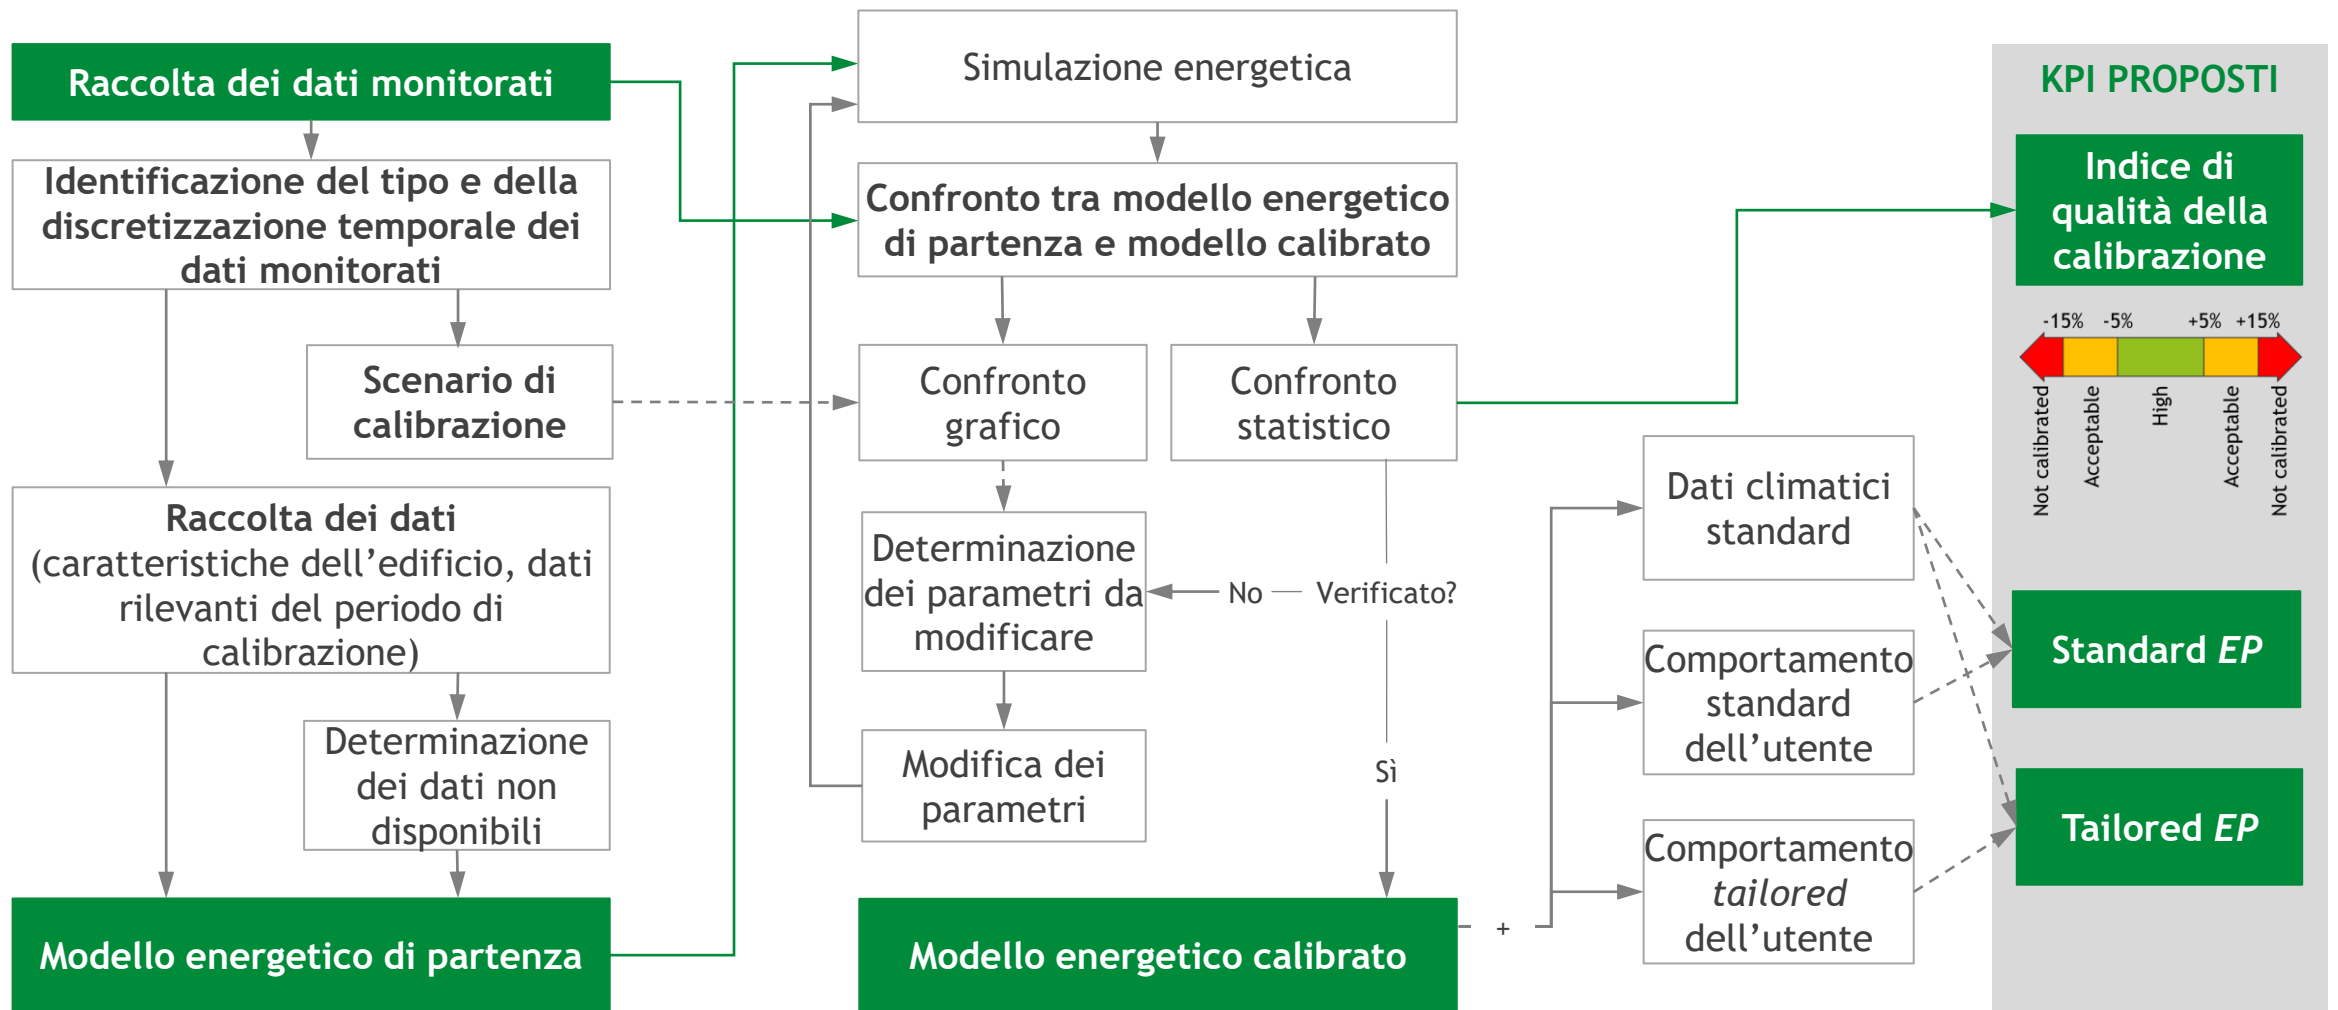 Raccolta dei dati monitorati
Identificazione del tipo e della
discretizzazione temporale dei
dati monitorati
Scenario di
calibrazione
Raccolta dei dati
(caratteristiche dell’edificio, dati
rilevanti del periodo di
calibrazione)
Determinazione
dei dati non
disponibili
Modello energetico di partenza
Simulazione energetica
Confronto tra modello energetico
di partenza e modello calibrato
Confronto
grafico
Confronto
statistico
Determinazione
dei parametri da
modificare
No
Verificato?
Modifica dei
parametri
Sì
Modello energetico calibrato
+
Dati climatici
standard
Comportamento
standard
dell’utente
Comportamento
tailored
dell’utente
KPI PROPOSTI
Indice di
qualità della
calibrazione
-15% -5% +5% +15%
Not calibrated
Acceptable
High
Acceptable
Not calibrated
Standard EP
Tailored EP